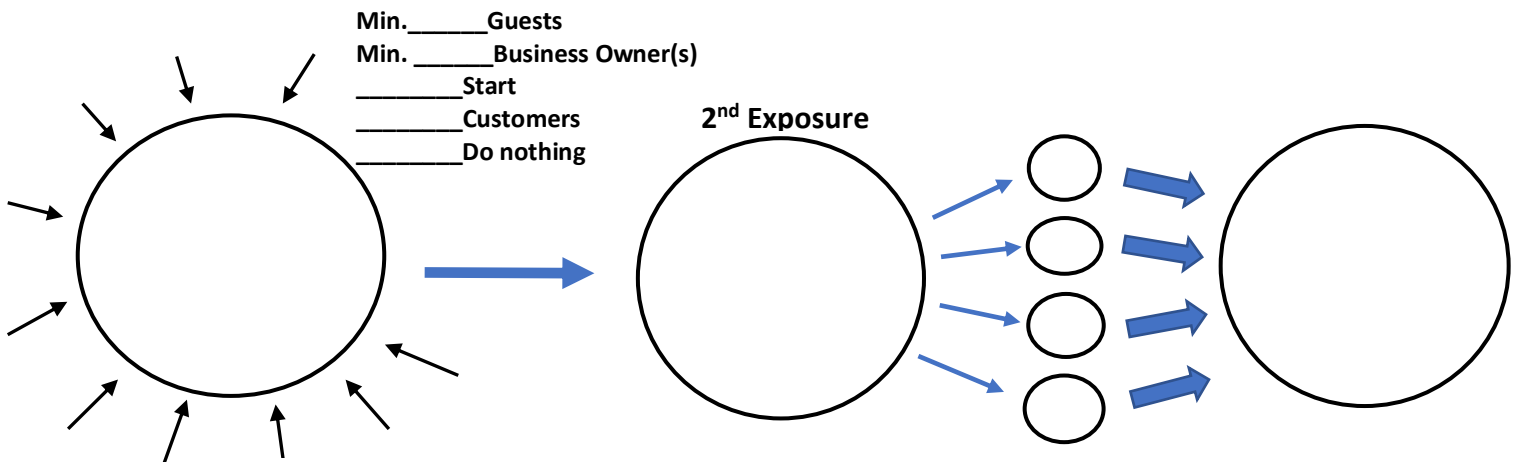 Min.______Guests
Min. ______Business Owner(s)
________Start
________Customers
________Do nothing
2nd Exposure